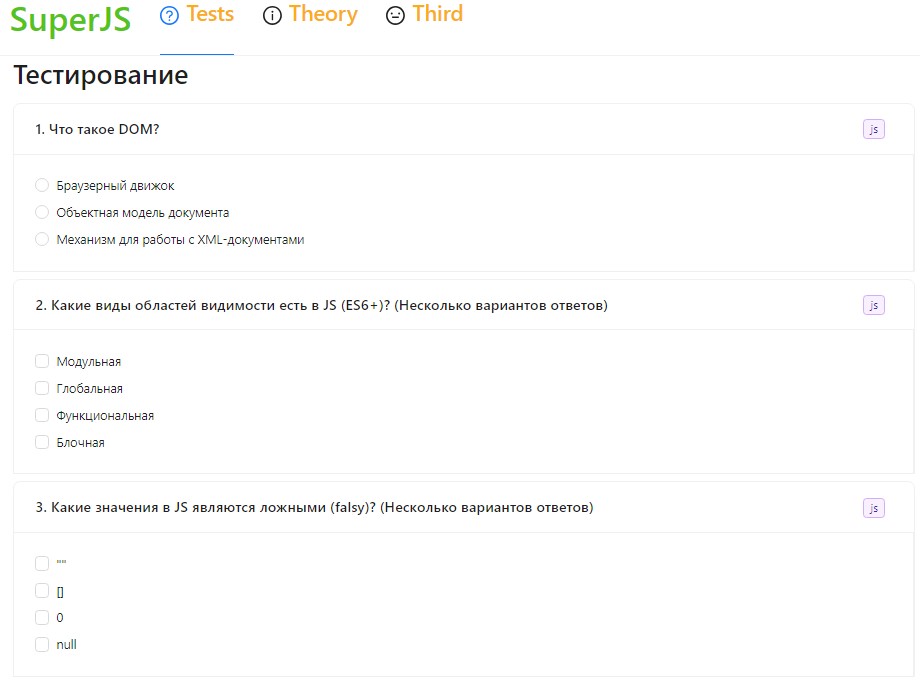 SuperJS Tests Theory Third
Тестирование
1. Что такое DOM? js
Браузерный движок
Объектная модель документа
Механизм для работы с XML-документами
2. Какие виды областей видимости есть в JS (ES6+)? (Несколько вариантов ответов) js
Модульная
Глобальная
Функциональная
Блочная
3. Какие значения в JS являются ложными (falsy)? (Несколько вариантов ответов) js
""
[]
0
null